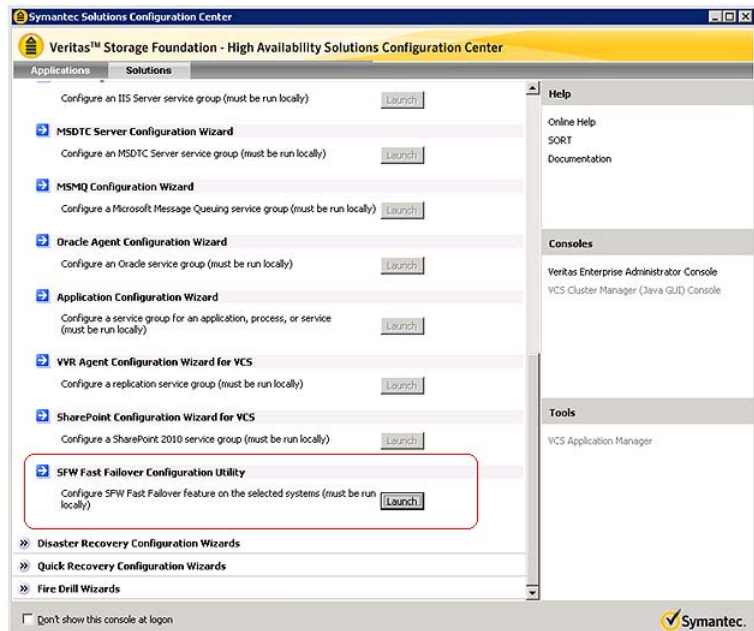 Symantec Solutions Configuration Center
Veritas™ Storage Foundation - High Availability Solutions Configuration Center
Applications
Solutions
Configure an IIS Server service group (must be run locally)
Launch
MSDTC Server Configuration Wizard
Configure an MSDTC Server service group (must be run locally)
Launch
MSMQ Configuration Wizard
Configure a Microsoft Message Queuing service group (must be run locally)
Launch
Oracle Agent Configuration Wizard
Configure an Oracle service group (must be run locally)
Launch
Application Configuration Wizard
Configure a service group for an application, process, or service
(must be run locally)
Launch
VVR Agent Configuration Wizard for VCS
Configure a replication service group (must be run locally)
Launch
SharePoint Configuration Wizard for VCS
Configure a SharePoint 2010 service group (must be run locally)
Launch
SFW Fast Failover Configuration Utility
Configure SFW Fast Failover feature on the selected systems (must be run
locally)
Launch
Disaster Recovery Configuration Wizards
Quick Recovery Configuration Wizards
Fire Drill Wizards
Help
Online Help
SORT
Documentation
Consoles
Veritas Enterprise Administrator Console
VCS Cluster Manager (Java GUI) Console
Tools
VCS Application Manager
Don't show this console at logon
Symantec.